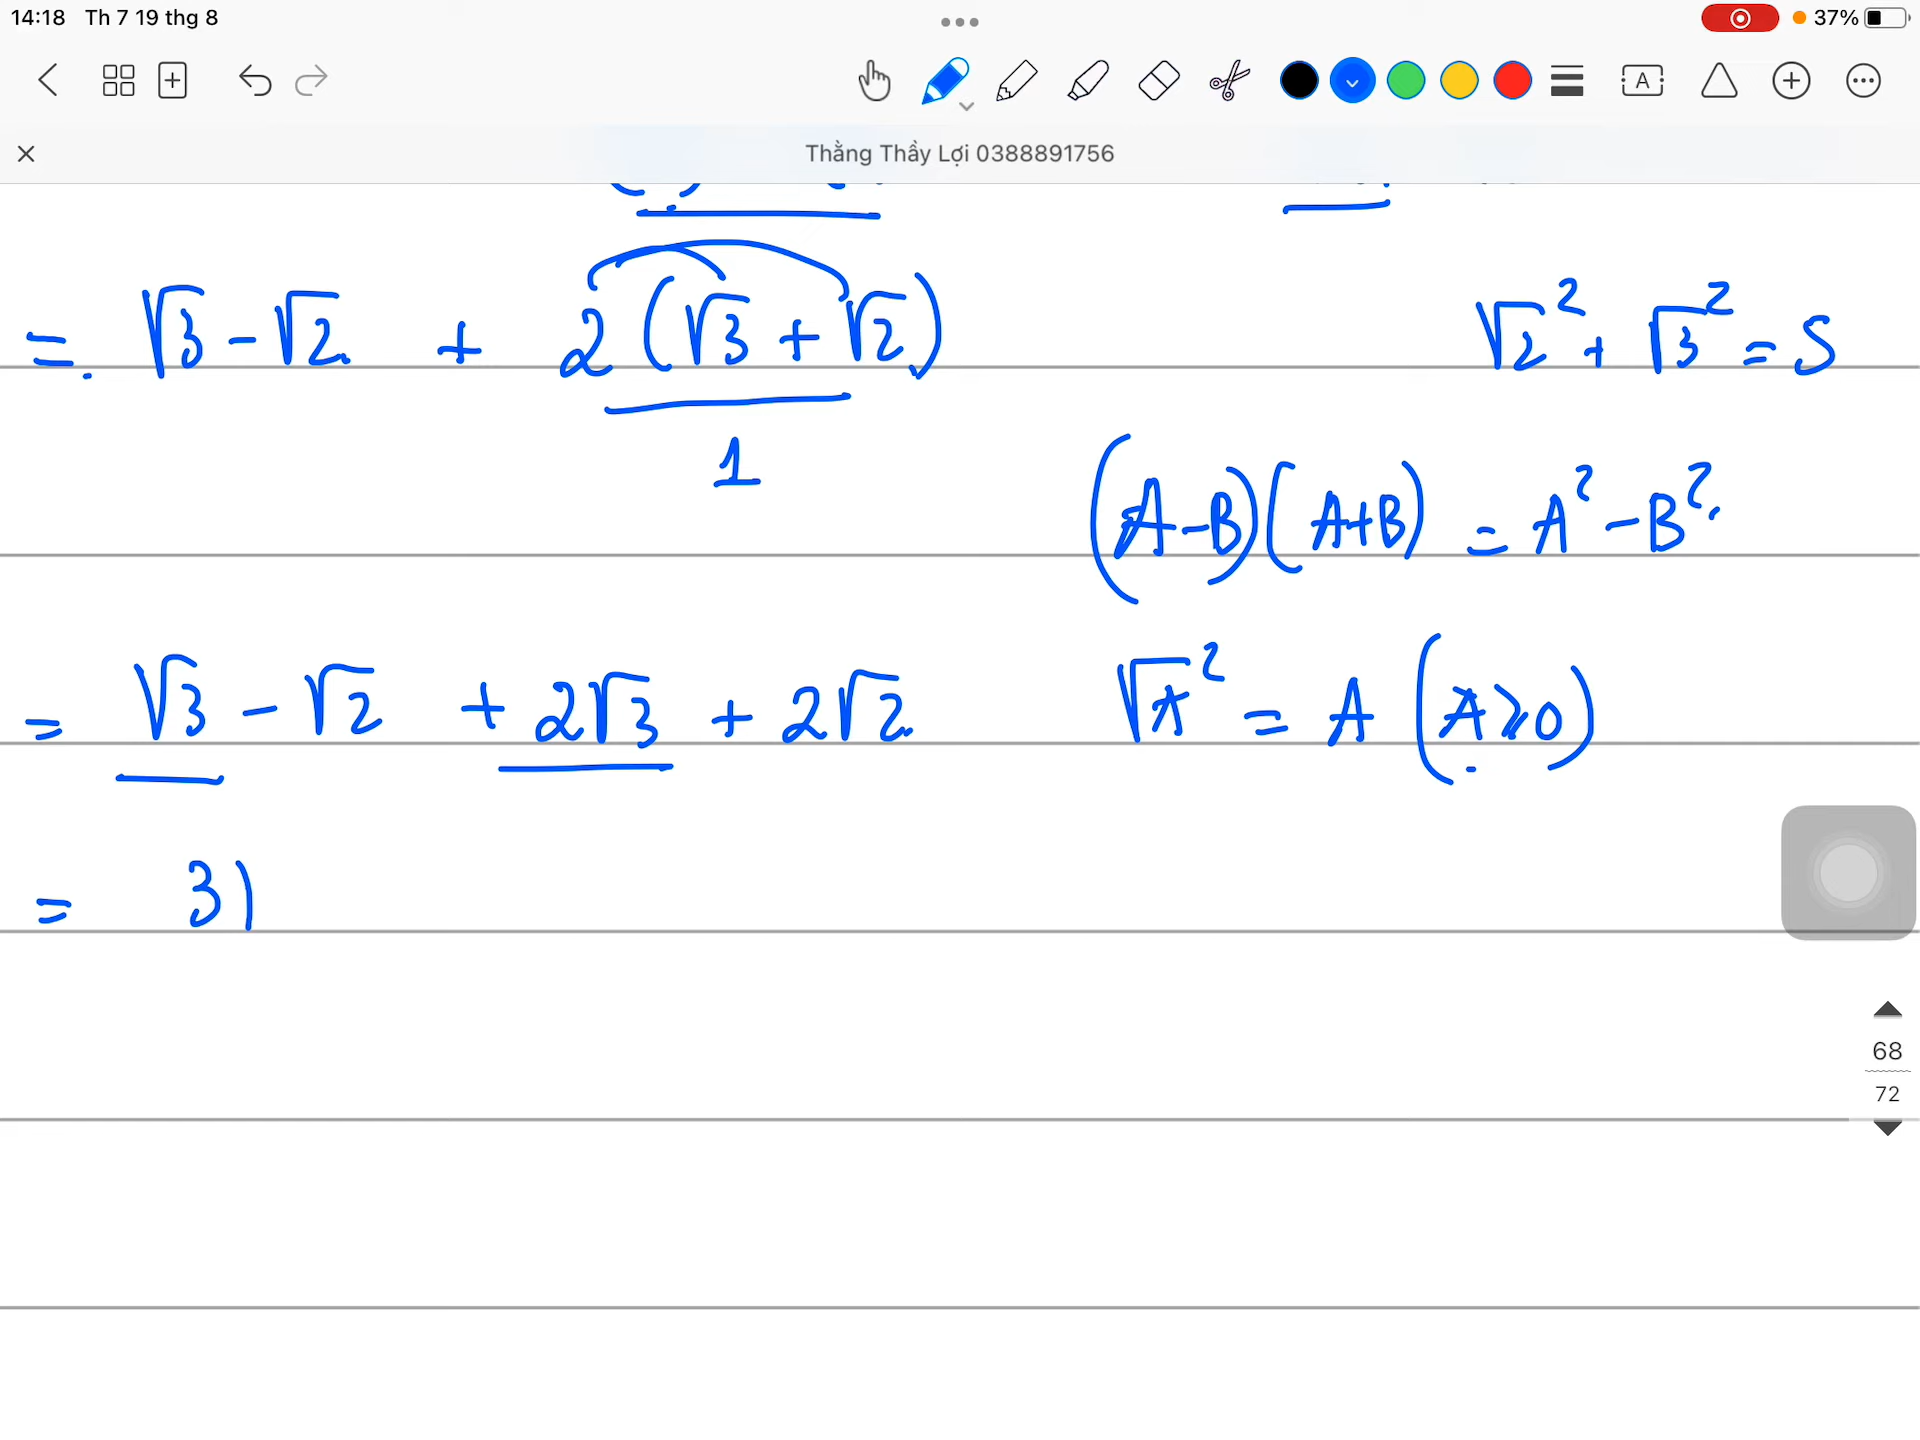 14:18 Th 7 19 thg 8
37%
A
Thằng Thầy Lợi 0388891756
= √3 - √2 + 2(√3 + √2)
1
√2² + √3² = 5
(A-B)(A+B) = A² - B²
= √3 - √2 + 2√3 + 2√2
√A² = A (A≥0)
= 3
68
72